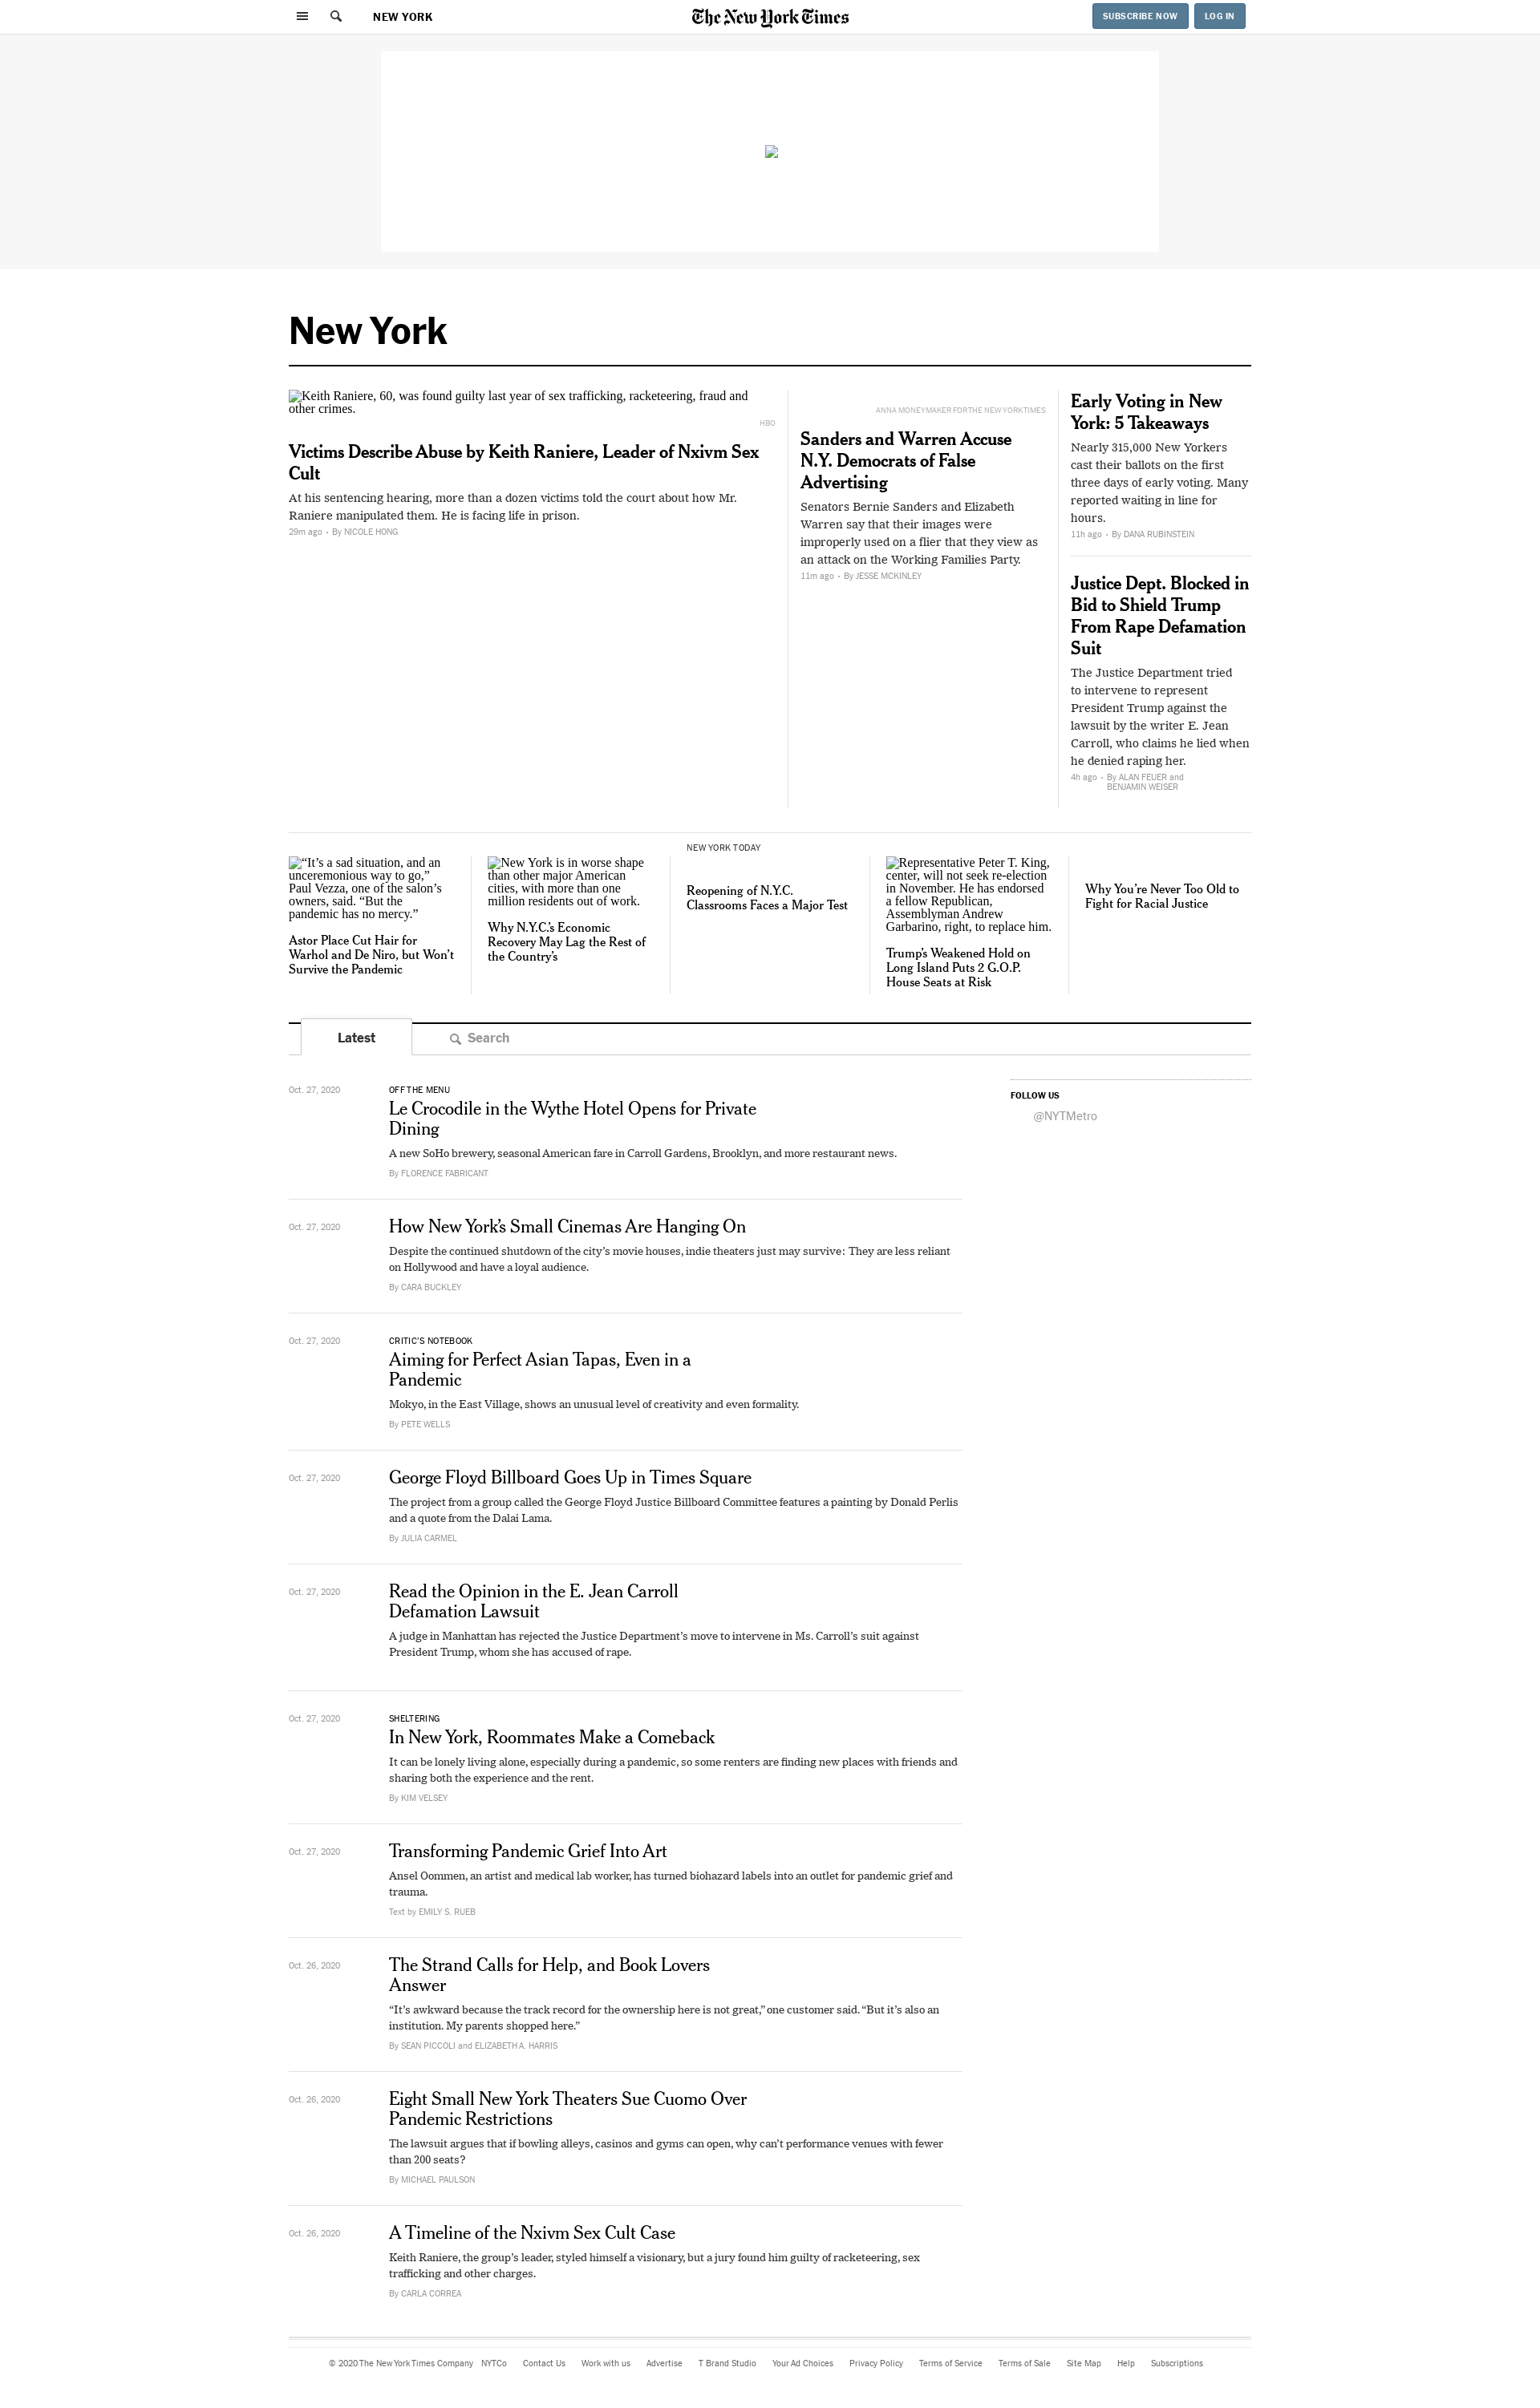 NEW YORK
The New York Times
SUBSCRIBE NOW
LOG IN
New York
Keith Raniere, 60, was found guilty last year of sex trafficking, racketeering, fraud and
other crimes.
HBO
Victims Describe Abuse by Keith Raniere, Leader of Nxivm Sex
Cult
At his sentencing hearing, more than a dozen victims told the court about how Mr.
Raniere manipulated them. He is facing life in prison.
29m ago • By NICOLE HONG
ANNA MONEYMAKER FOR THE NEW YORK TIMES
Sanders and Warren Accuse
N.Y. Democrats of False
Advertising
Senators Bernie Sanders and Elizabeth
Warren say that their images were
improperly used on a flier that they view as
an attack on the Working Families Party.
11m ago • By JESSE MCKINLEY
Early Voting in New
York: 5 Takeaways
Nearly 315,000 New Yorkers
cast their ballots on the first
three days of early voting. Many
reported waiting in line for
hours.
11h ago • By DANA RUBINSTEIN
Justice Dept. Blocked in
Bid to Shield Trump
From Rape Defamation
Suit
The Justice Department tried
to intervene to represent
President Trump against the
lawsuit by the writer E. Jean
Carroll, who claims he lied when
he denied raping her.
4h ago • By ALAN FEUER and
BENJAMIN WEISER
“It’s a sad situation, and an
unceremonious way to go,”
Paul Vezza, one of the salon’s
owners, said. “But the
pandemic has no mercy.”
Astor Place Cut Hair for
Warhol and De Niro, but Won’t
Survive the Pandemic
New York is in worse shape
than other major American
cities, with more than one
million residents out of work.
Why N.Y.C.’s Economic
Recovery May Lag the Rest of
the Country’s
NEW YORK TODAY
Reopening of N.Y.C.
Classrooms Faces a Major Test
Representative Peter T. King,
center, will not seek re-election
in November. He has endorsed
a fellow Republican,
Assemblyman Andrew
Garbarino, right, to replace him.
Trump’s Weakened Hold on
Long Island Puts 2 G.O.P.
House Seats at Risk
Why You’re Never Too Old to
Fight for Racial Justice
Latest
Search
Oct. 27, 2020
OFF THE MENU
Le Crocodile in the Wythe Hotel Opens for Private
Dining
A new SoHo brewery, seasonal American fare in Carroll Gardens, Brooklyn, and more restaurant news.
By FLORENCE FABRICANT
FOLLOW US
@NYTMetro
Oct. 27, 2020
How New York’s Small Cinemas Are Hanging On
Despite the continued shutdown of the city’s movie houses, indie theaters just may survive: They are less reliant
on Hollywood and have a loyal audience.
By CARA BUCKLEY
Oct. 27, 2020
CRITIC’S NOTEBOOK
Aiming for Perfect Asian Tapas, Even in a
Pandemic
Mokyo, in the East Village, shows an unusual level of creativity and even formality.
By PETE WELLS
Oct. 27, 2020
George Floyd Billboard Goes Up in Times Square
The project from a group called the George Floyd Justice Billboard Committee features a painting by Donald Perlis
and a quote from the Dalai Lama.
By JULIA CARMEL
Oct. 27, 2020
Read the Opinion in the E. Jean Carroll
Defamation Lawsuit
A judge in Manhattan has rejected the Justice Department’s move to intervene in Ms. Carroll’s suit against
President Trump, whom she has accused of rape.
Oct. 27, 2020
SHELTERING
In New York, Roommates Make a Comeback
It can be lonely living alone, especially during a pandemic, so some renters are finding new places with friends and
sharing both the experience and the rent.
By KIM VELSEY
Oct. 27, 2020
Transforming Pandemic Grief Into Art
Ansel Oommen, an artist and medical lab worker, has turned biohazard labels into an outlet for pandemic grief and
trauma.
Text by EMILY S. RUEB
Oct. 26, 2020
The Strand Calls for Help, and Book Lovers
Answer
“It’s awkward because the track record for the ownership here is not great,” one customer said. “But it’s also an
institution. My parents shopped here.”
By SEAN PICCOLI and ELIZABETH A. HARRIS
Oct. 26, 2020
Eight Small New York Theaters Sue Cuomo Over
Pandemic Restrictions
The lawsuit argues that if bowling alleys, casinos and gyms can open, why can’t performance venues with fewer
than 200 seats?
By MICHAEL PAULSON
Oct. 26, 2020
A Timeline of the Nxivm Sex Cult Case
Keith Raniere, the group’s leader, styled himself a visionary, but a jury found him guilty of racketeering, sex
trafficking and other charges.
By CARLA CORREA
© 2020 The New York Times Company NYTCo Contact Us Work with us Advertise T Brand Studio Your Ad Choices Privacy Policy Terms of Service Terms of Sale Site Map Help Subscriptions